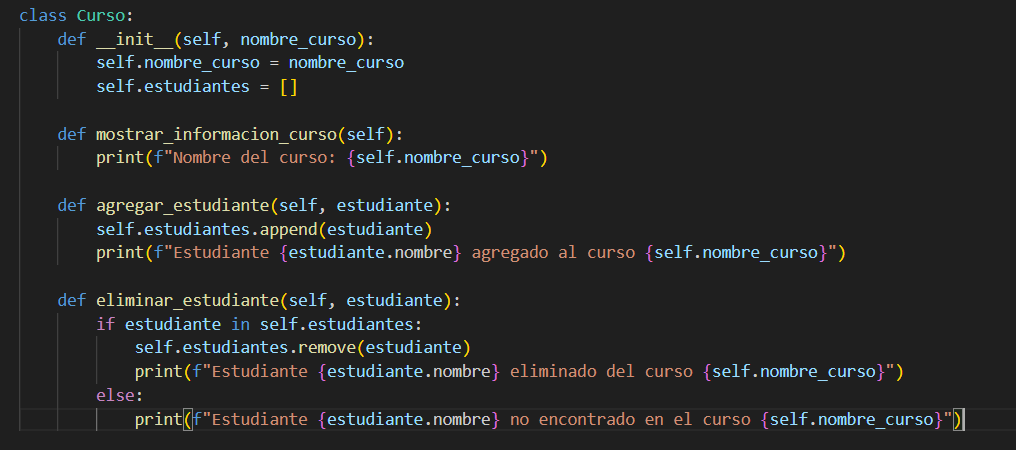 class Curso:
    def __init__(self, nombre_curso):
        self.nombre_curso = nombre_curso
        self.estudiantes = []

    def mostrar_informacion_curso(self):
        print(f"Nombre del curso: {self.nombre_curso}")

    def agregar_estudiante(self, estudiante):
        self.estudiantes.append(estudiante)
        print(f"Estudiante {estudiante.nombre} agregado al curso {self.nombre_curso}")

    def eliminar_estudiante(self, estudiante):
        if estudiante in self.estudiantes:
            self.estudiantes.remove(estudiante)
            print(f"Estudiante {estudiante.nombre} eliminado del curso {self.nombre_curso}")
        else:
            print(f"Estudiante {estudiante.nombre} no encontrado en el curso {self.nombre_curso}")